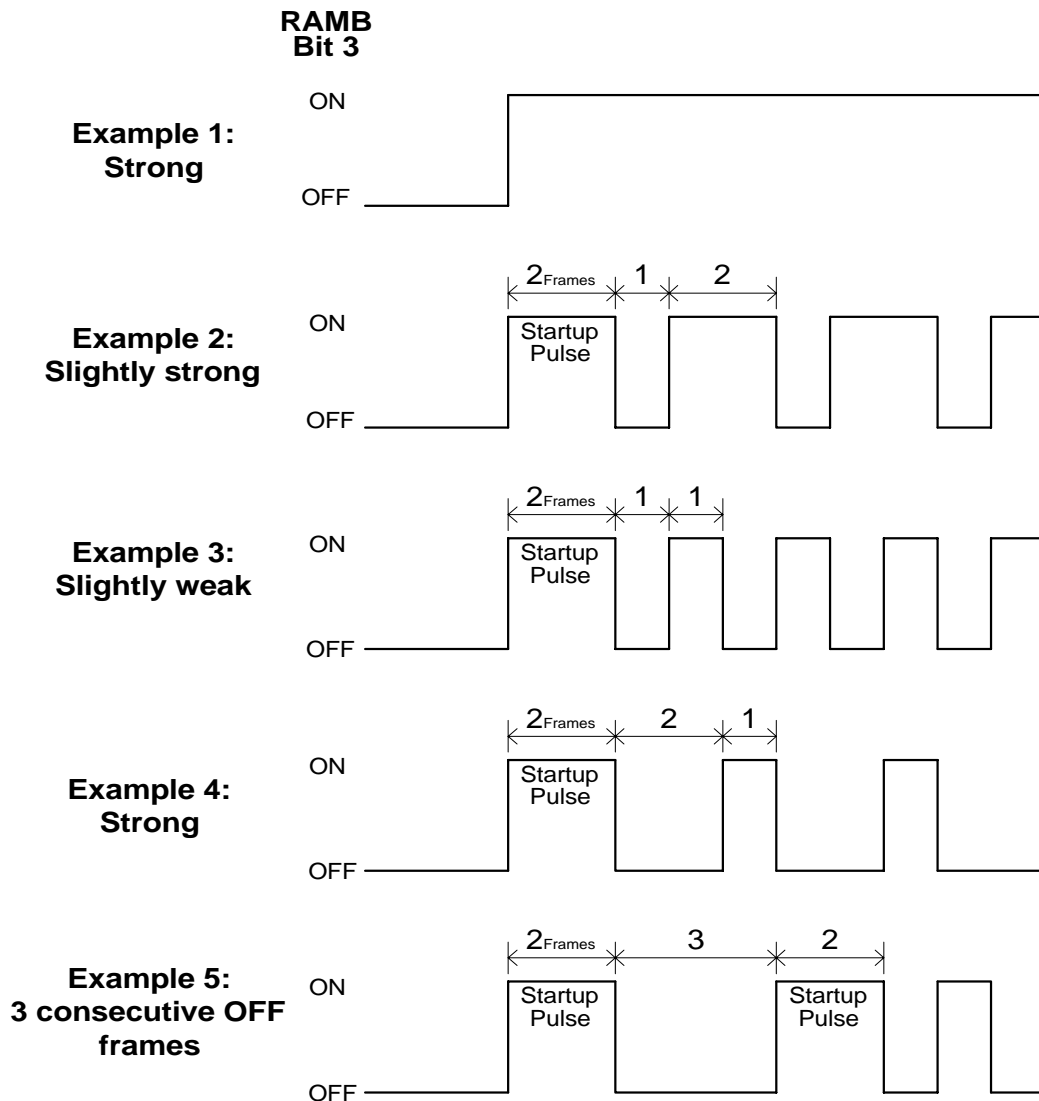 RAMB
Bit 3
Example 1:
Strong
ON
OFF
2Frames 1 2
Example 2:
Slightly strong
ON
Startup
Pulse
OFF
2Frames 1 1
Example 3:
Slightly weak
ON
Startup
Pulse
OFF
2Frames 2 1
Example 4:
Strong
ON
Startup
Pulse
OFF
2Frames 3 2
Example 5:
3 consecutive OFF
frames
ON
Startup
Pulse
Startup
Pulse
OFF